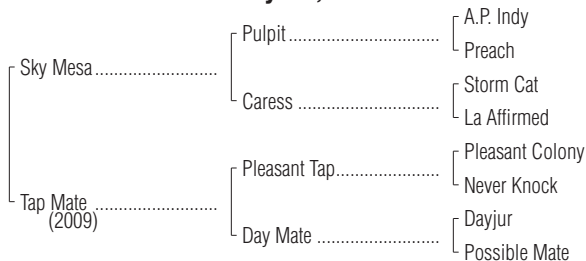 A.P. Indy
Pulpit
Preach
Sky Mesa
Storm Cat
Caress
La Affirmed
Pleasant Colony
Pleasant Tap
Never Knock
Tap Mate
(2009)
Dayjur
Day Mate
Possible Mate